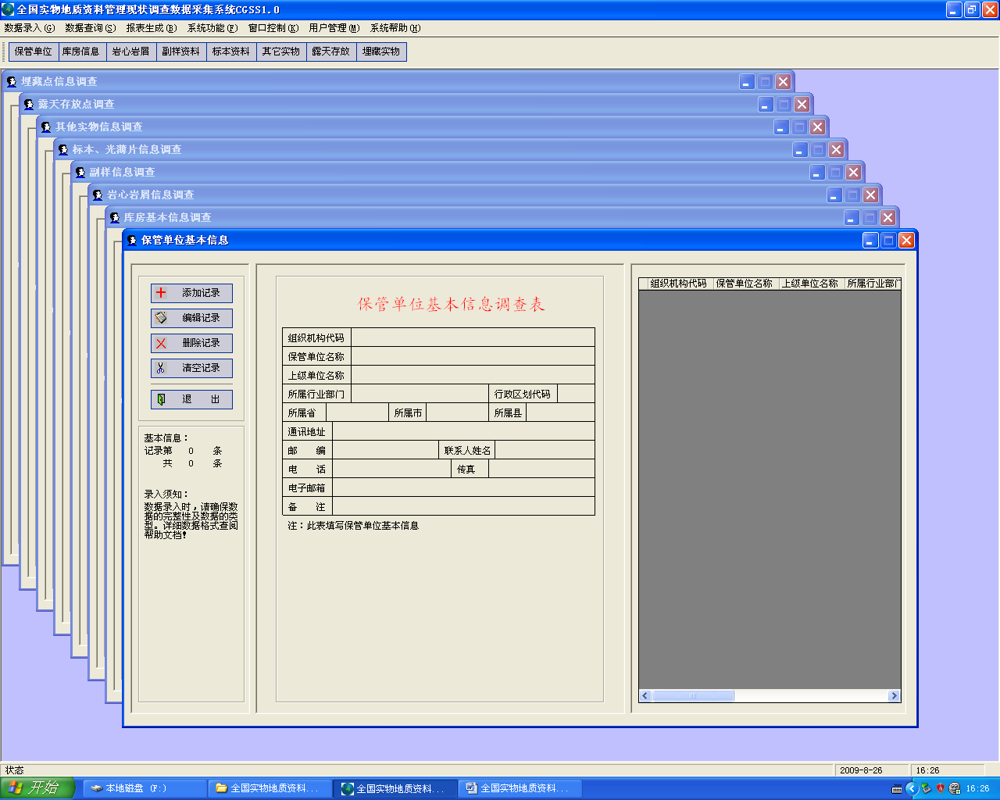 全国实物地质资料管理现状调查数据采集系统CGSS1.0
数据录入(G) 数据查询(S) 报表生成(B) 系统功能(F) 窗口控制(K) 用户管理(M) 系统帮助(H)
保管单位 库房信息 岩心岩屑 副样资料 标本资料 其它实物 露天存放 埋藏实物
埋藏点信息调查
露天存放点调查
其他实物信息调查
标本、光薄片信息调查
副样信息调查
岩心岩屑信息调查
库房基本信息调查
保管单位基本信息
添加记录
编辑记录
删除记录
清空记录
退 出
基本信息：
记录第 0 条
共 0 条
录入须知：
数据录入时，请确保数
据的完整性及数据的类
型。详细数据格式查阅
帮助文档！
保管单位基本信息调查表
组织机构代码
保管单位名称
上级单位名称
所属行业部门 行政区划代码
所属省 所属市 所属县
通讯地址
邮 编 联系人姓名
电 话 传真
电子邮箱
备 注
注：此表填写保管单位基本信息
组织机构代码 保管单位名称 上级单位名称 所属行业部门
状态 2009-8-26 16:26
开始 本地磁盘 (F:) 全国实物地质资料... 全国实物地质资料... 全国实物地质资料... 16:26